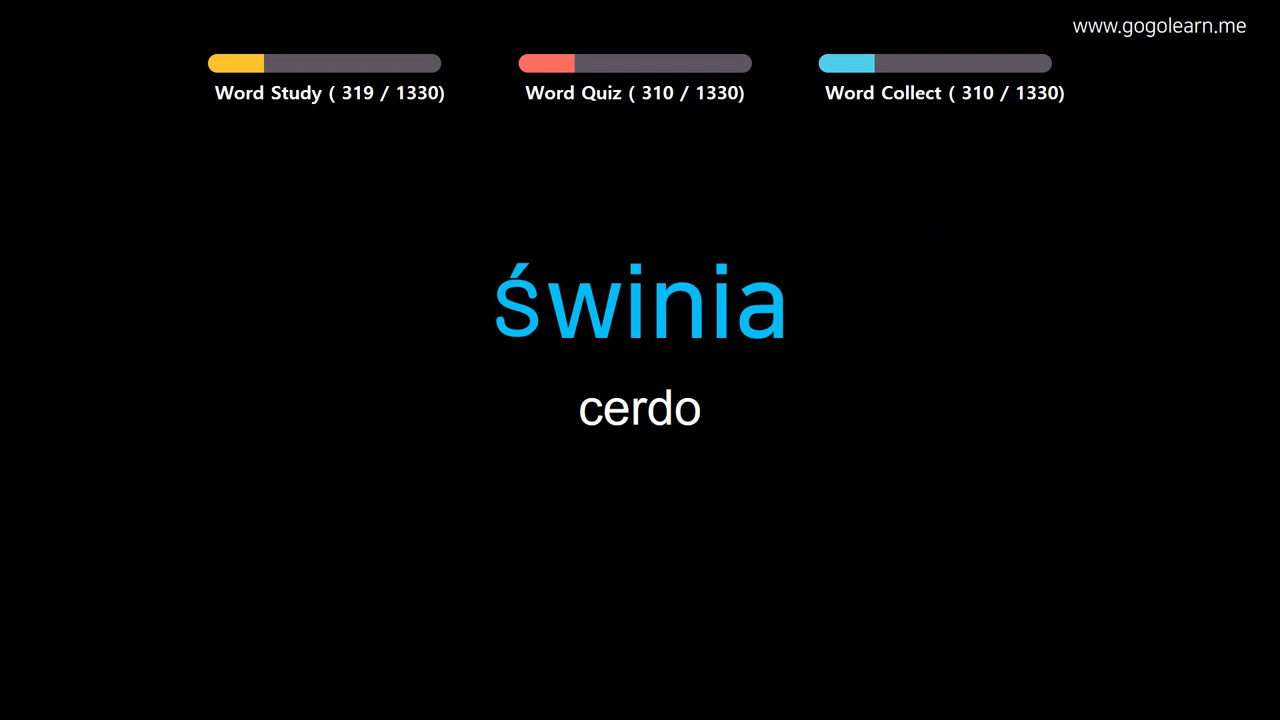 www.gogolearn.me
Word Study ( 319 / 1330)
Word Quiz ( 310 / 1330)
Word Collect ( 310 / 1330)
świnia
cerdo